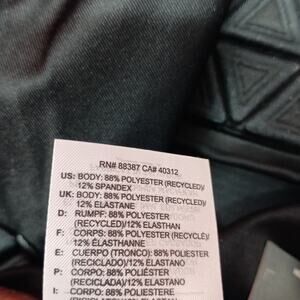 RN# 88387 CA# 40312
US: BODY: 88% POLYESTER (RECYCLED)/
12% SPANDEX
UK: BODY: 88% POLYESTER (RECYCLED)/
12% ELASTANE
D: RUMPF: 88% POLYESTER
(RECYCLED)/12% ELASTHAN
F: CORPS: 88% POLYESTER (RECYCLÉ)/
12% ÉLASTHANNE
E: CUERPO (TRONCO): 88% POLIÉSTER
(RECICLADO)/12% ELASTANO
P: CORPO: 88% POLIÉSTER
(RECICLADO)/12% ELASTANO
I: CORPO: 88% POLIESTERE